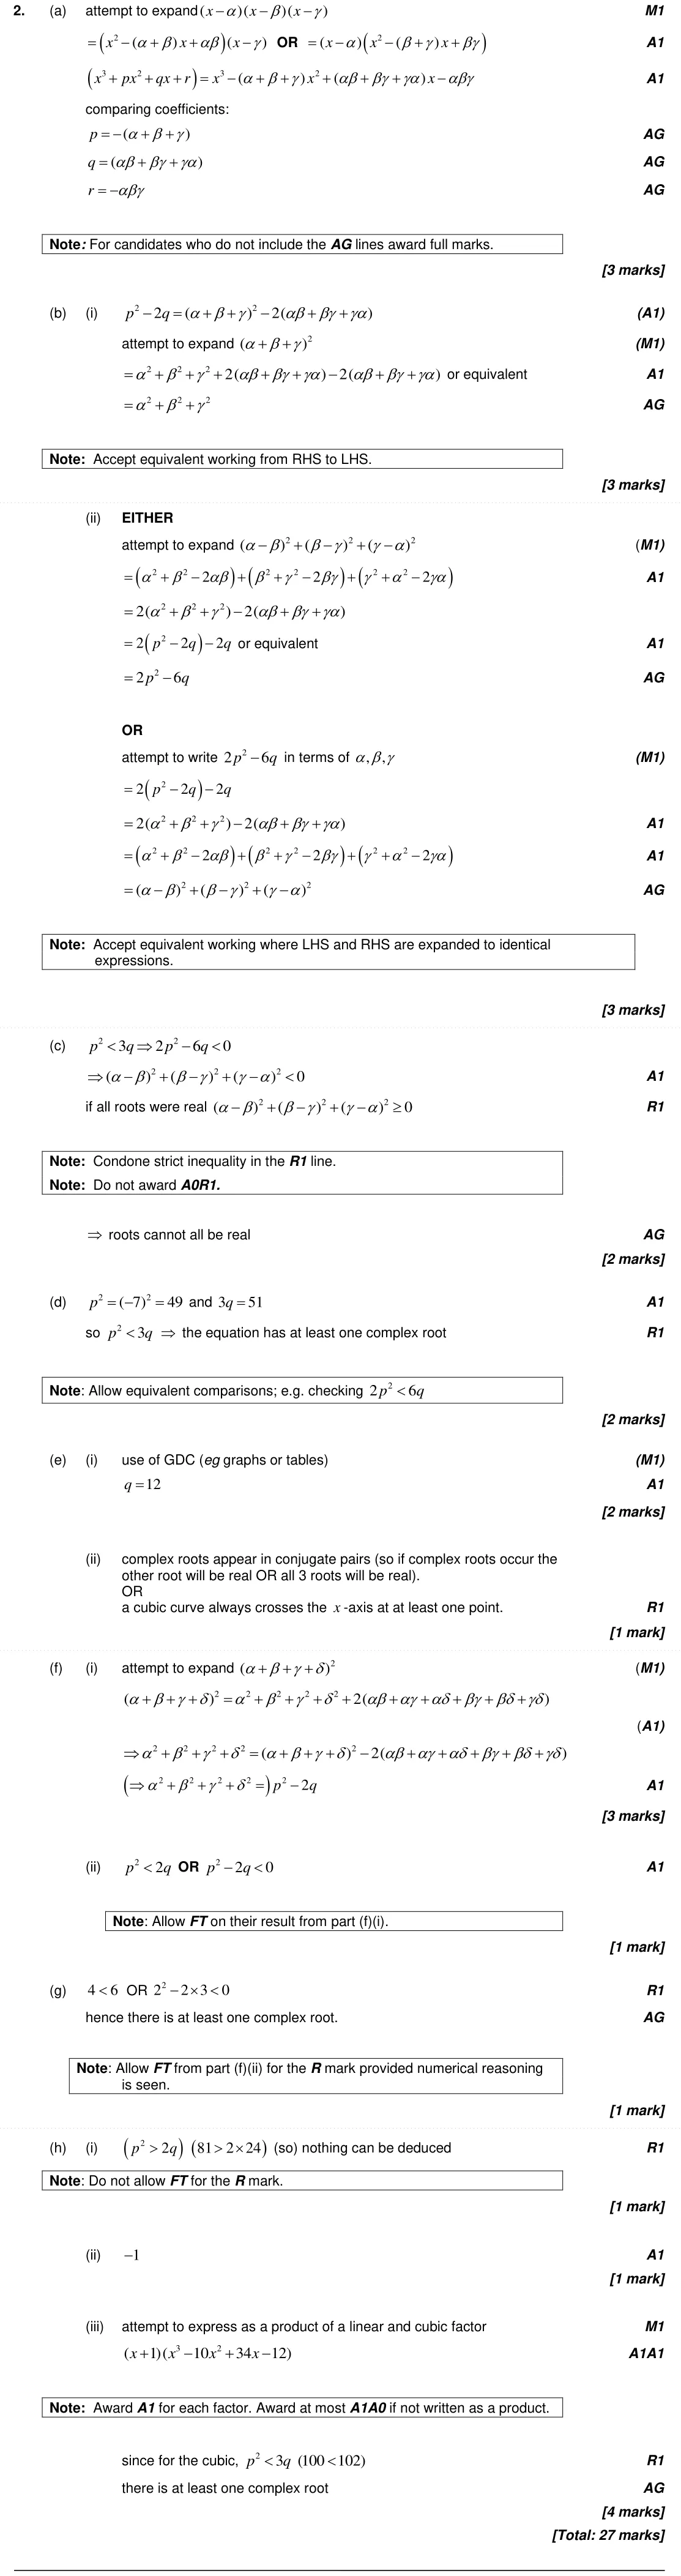 2. (a) attempt to expand (x−α)(x−β)(x−γ) M1
=(x²−(α+β)x+αβ)(x−γ) OR =(x−α)(x²−(β+γ)x+βγ) A1
(x³+px²+qx+r)=x³−(α+β+γ)x²+(αβ+βγ+γα)x−αβγ A1
comparing coefficients:
p=−(α+β+γ) AG
q=(αβ+βγ+γα) AG
r=−αβγ AG
Note: For candidates who do not include the AG lines award full marks.
[3 marks]
(b) (i) p²−2q=(α+β+γ)²−2(αβ+βγ+γα) (A1)
attempt to expand (α+β+γ)² (M1)
=α²+β²+γ²+2(αβ+βγ+γα)−2(αβ+βγ+γα) or equivalent A1
=α²+β²+γ² AG
Note: Accept equivalent working from RHS to LHS.
[3 marks]
(ii) EITHER
attempt to expand (α−β)²+(β−γ)²+(γ−α)² (M1)
=(α²+β²−2αβ)+(β²+γ²−2βγ)+(γ²+α²−2γα) A1
=2(α²+β²+γ²)−2(αβ+βγ+γα)
=2(p²−2q)−2q or equivalent A1
=2p²−6q AG
OR
attempt to write 2p²−6q in terms of α,β,γ (M1)
=2(p²−2q)−2q
=2(α²+β²+γ²)−2(αβ+βγ+γα) A1
=(α²+β²−2αβ)+(β²+γ²−2βγ)+(γ²+α²−2γα) A1
=(α−β)²+(β−γ)²+(γ−α)² AG
Note: Accept equivalent working where LHS and RHS are expanded to identical
expressions.
[3 marks]
(c) p²<3q⇒2p²−6q<0
⇒(α−β)²+(β−γ)²+(γ−α)²<0 A1
if all roots were real (α−β)²+(β−γ)²+(γ−α)²≥0 R1
Note: Condone strict inequality in the R1 line.
Note: Do not award A0R1.
⇒ roots cannot all be real AG
[2 marks]
(d) p²=(−7)²=49 and 3q=51 A1
so p²<3q ⇒ the equation has at least one complex root R1
Note: Allow equivalent comparisons; e.g. checking 2p²<6q
[2 marks]
(e) (i) use of GDC (eg graphs or tables) (M1)
q=12 A1
[2 marks]
(ii) complex roots appear in conjugate pairs (so if complex roots occur the
other root will be real OR all 3 roots will be real).
OR
a cubic curve always crosses the x-axis at at least one point. R1
[1 mark]
(f) (i) attempt to expand (α+β+γ+δ)² (M1)
(α+β+γ+δ)²=α²+β²+γ²+δ²+2(αβ+αγ+αδ+βγ+βδ+γδ)
(A1)
⇒α²+β²+γ²+δ²=(α+β+γ+δ)²−2(αβ+αγ+αδ+βγ+βδ+γδ)
(⇒α²+β²+γ²+δ²=)p²−2q A1
[3 marks]
(ii) p²<2q OR p²−2q<0 A1
Note: Allow FT on their result from part (f)(i).
[1 mark]
(g) 4<6 OR 2²−2×3<0 R1
hence there is at least one complex root. AG
Note: Allow FT from part (f)(ii) for the R mark provided numerical reasoning
is seen.
[1 mark]
(h) (i) (p²>2q) (81>2×24) (so) nothing can be deduced R1
Note: Do not allow FT for the R mark.
[1 mark]
(ii) −1 A1
[1 mark]
(iii) attempt to express as a product of a linear and cubic factor M1
(x+1)(x³−10x²+34x−12) A1A1
Note: Award A1 for each factor. Award at most A1A0 if not written as a product.
since for the cubic, p²<3q (100<102) R1
there is at least one complex root AG
[4 marks]
[Total: 27 marks]